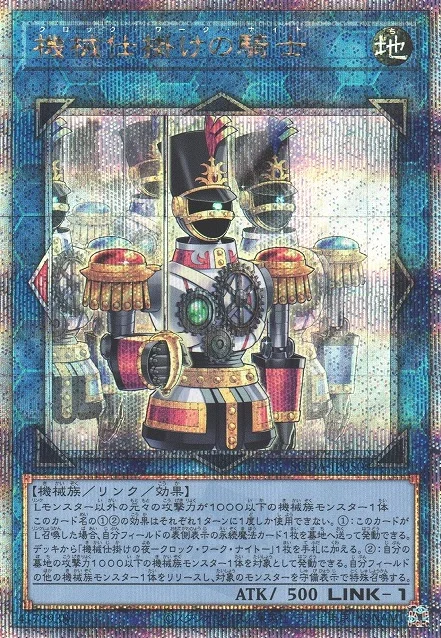 クロック・ワーク・ナイト
機械仕掛けの騎士
地
【機械族/リンク/効果】
Lモンスター以外の元々の攻撃力が1000以下の機械族モンスター1体
このカード名の①②の効果はそれぞれ1ターンに1度しか使用できない。①:このカードが
L召喚した場合、自分フィールドの表側表示の永続魔法カード1枚を墓地へ送って発動できる。
デッキから「機械仕掛けの夜-クロック・ワーク・ナイト-」1枚を手札に加える。②:自分の
墓地の攻撃力1000以下の機械族モンスター1体を対象として発動できる。自分フィールド
の他の機械族モンスター1体をリリースし、対象のモンスターを守備表示で特殊召喚する。
ATK/ 500 LINK-1